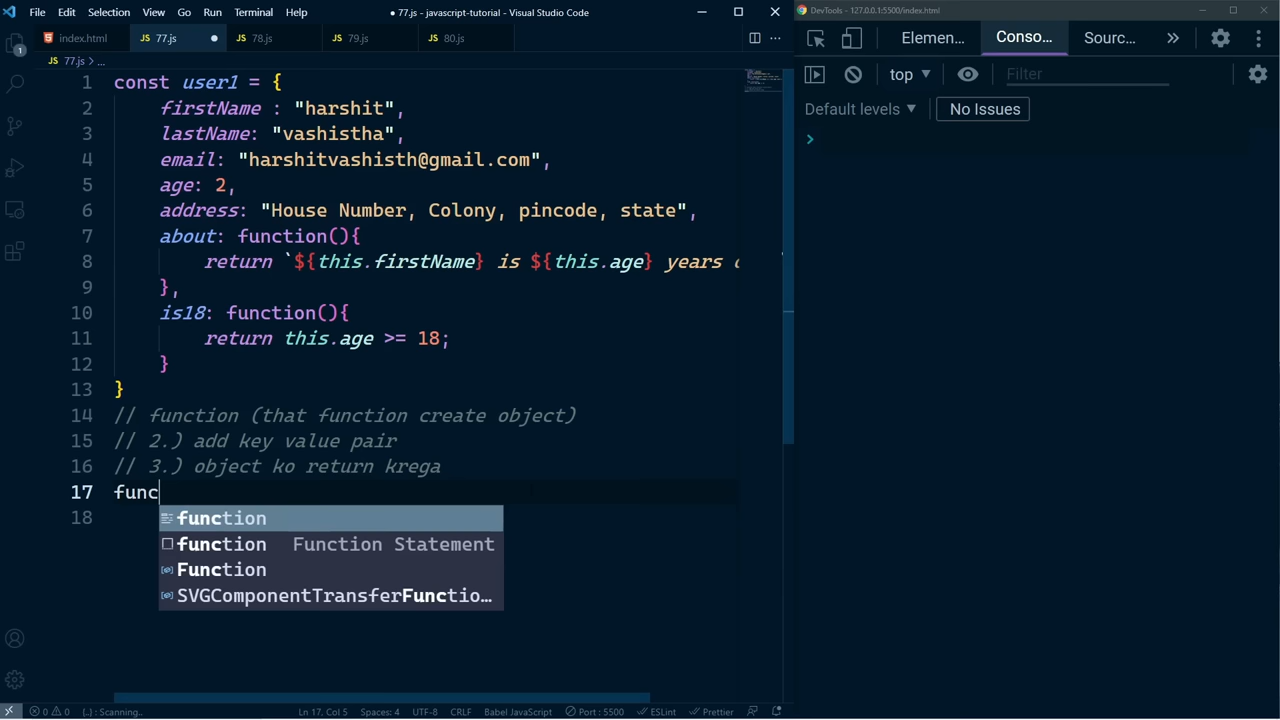 File Edit Selection View Go Run Terminal Help
● 77.js - javascript-tutorial - Visual Studio Code
index.html JS 77.js JS 78.js JS 79.js JS 80.js
JS 77.js > ...
1
1 const user1 = {
2 firstName : "harshit",
3 lastName: "vashistha",
4 email: "harshitvashisth@gmail.com",
5 age: 2,
6 address: "House Number, Colony, pincode, state",
7 about: function(){
8 return `${this.firstName} is ${this.age} years
9 },
10 is18: function(){
11 return this.age >= 18;
12 }
13 }
14 // function (that function create object)
15 // 2.) add key value pair
16 // 3.) object ko return krega
17 func
18
function
function Function Statement
Function
SVGComponentTransferFunctio...
0 0 {..} : Scanning.. Ln 17, Col 5 Spaces: 4 UTF-8 CRLF Babel JavaScript Port : 5500 ESLint Prettier
DevTools - 127.0.0.1:5500/index.html
Elemen... Conso... Sourc... »
top ▼ Filter
Default levels ▼ No Issues
>